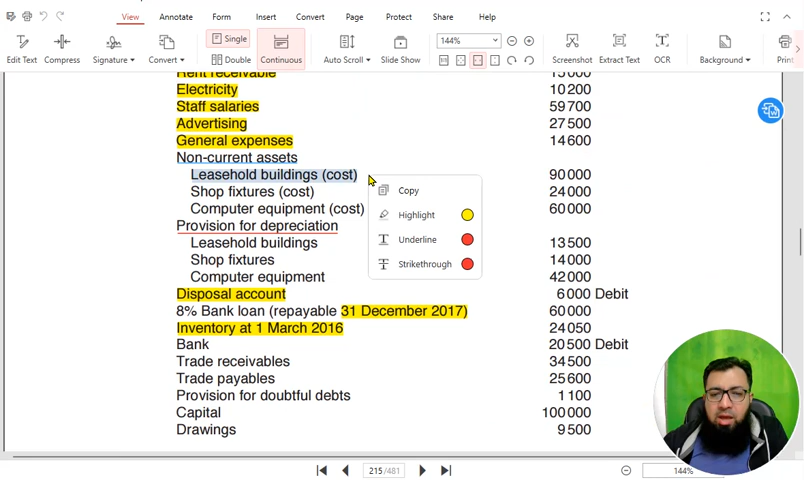 View Annotate Form Insert Convert Page Protect Share Help
Edit Text Compress Signature Convert Single Double Continuous Auto Scroll Slide Show 144% Screenshot Extract Text OCR Background Print
Rent receivable 15 000
Electricity 10 200
Staff salaries 59 700
Advertising 27 500
General expenses 14 600
Non-current assets
Leasehold buildings (cost) 90 000
Shop fixtures (cost) 24 000
Computer equipment (cost) 60 000
Provision for depreciation
Leasehold buildings 13 500
Shop fixtures 14 000
Computer equipment 42 000
Disposal account 6 000 Debit
8% Bank loan (repayable 31 December 2017) 60 000
Inventory at 1 March 2016 24 050
Bank 20 500 Debit
Trade receivables 34 500
Trade payables 25 600
Provision for doubtful debts 1 100
Capital 100 000
Drawings 9 500
Copy
Highlight
Underline
Strikethrough
215 /481 144%